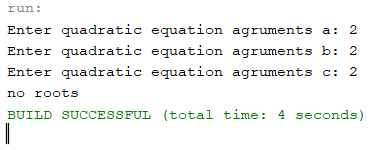 run:
Enter quadratic equation agruments a: 2
Enter quadratic equation agruments b: 2
Enter quadratic equation agruments c: 2
no roots
BUILD SUCCESSFUL (total time: 4 seconds)